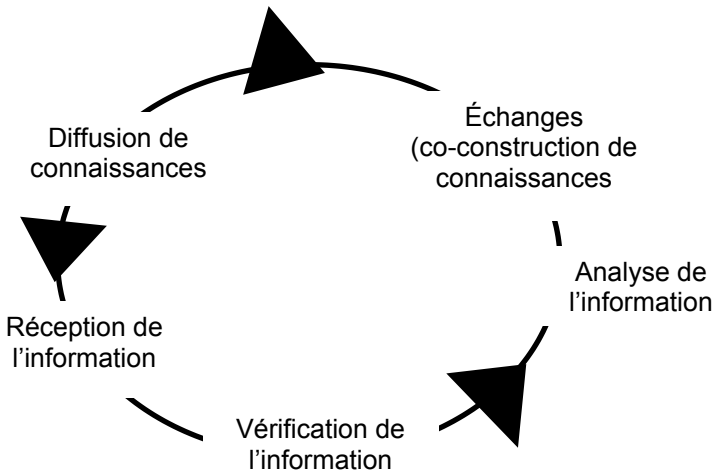 Échanges
(co-construction de
connaissances
Diffusion de
connaissances
Analyse de
l’information
Réception de
l’information
Vérification de
l’information